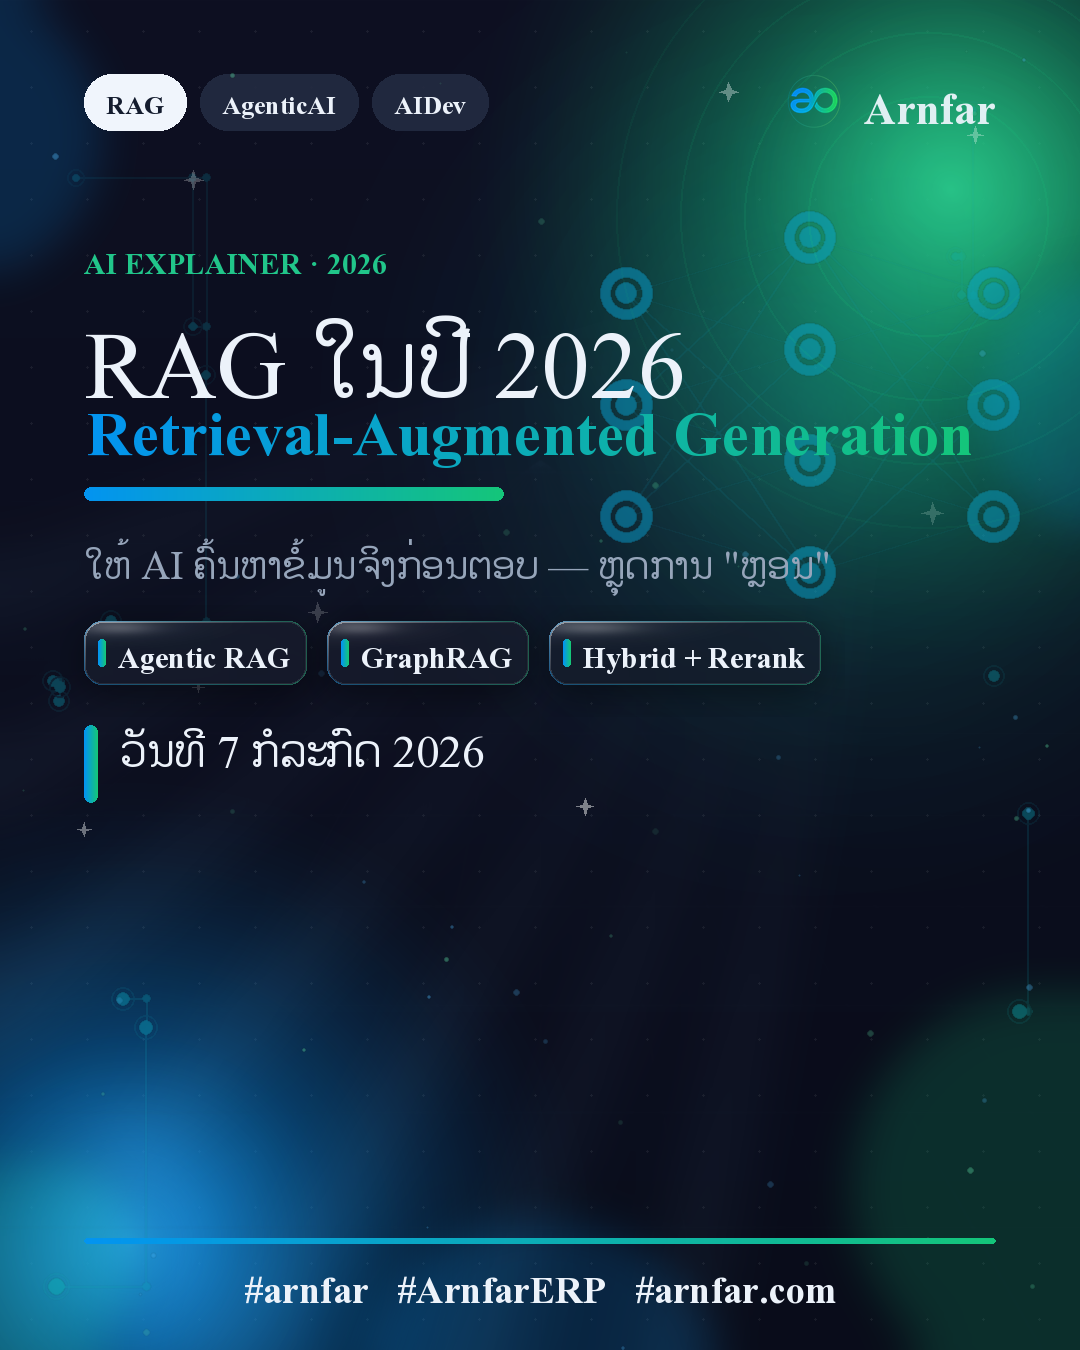 RAG AgenticAI AIDev
Arnfar
AI EXPLAINER · 2026
RAG ໃນປີ 2026
Retrieval-Augmented Generation
ໃຫ້ AI ຄົ້ນຫາຂໍ້ມູນຈິງກ່ອນຕອບ — ຫຼຸດການ "ຫຼອນ"
Agentic RAG GraphRAG Hybrid + Rerank
ວັນທີ 7 ກໍລະກົດ 2026
#arnfar #ArnfarERP #arnfar.com